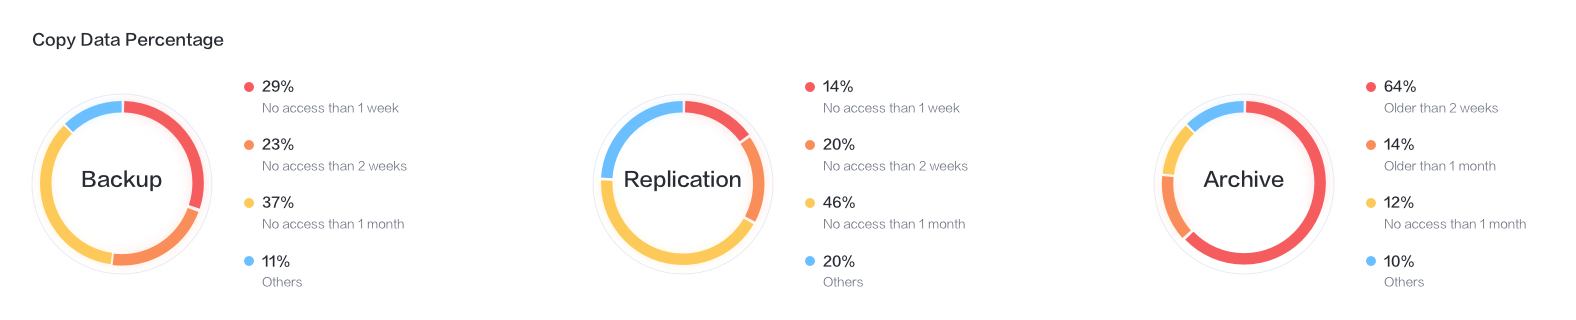 Copy Data Percentage
Backup
29%
No access than 1 week
23%
No access than 2 weeks
37%
No access than 1 month
11%
Others
Replication
14%
No access than 1 week
20%
No access than 2 weeks
46%
No access than 1 month
20%
Others
Archive
64%
Older than 2 weeks
14%
Older than 1 month
12%
No access than 1 month
10%
Others